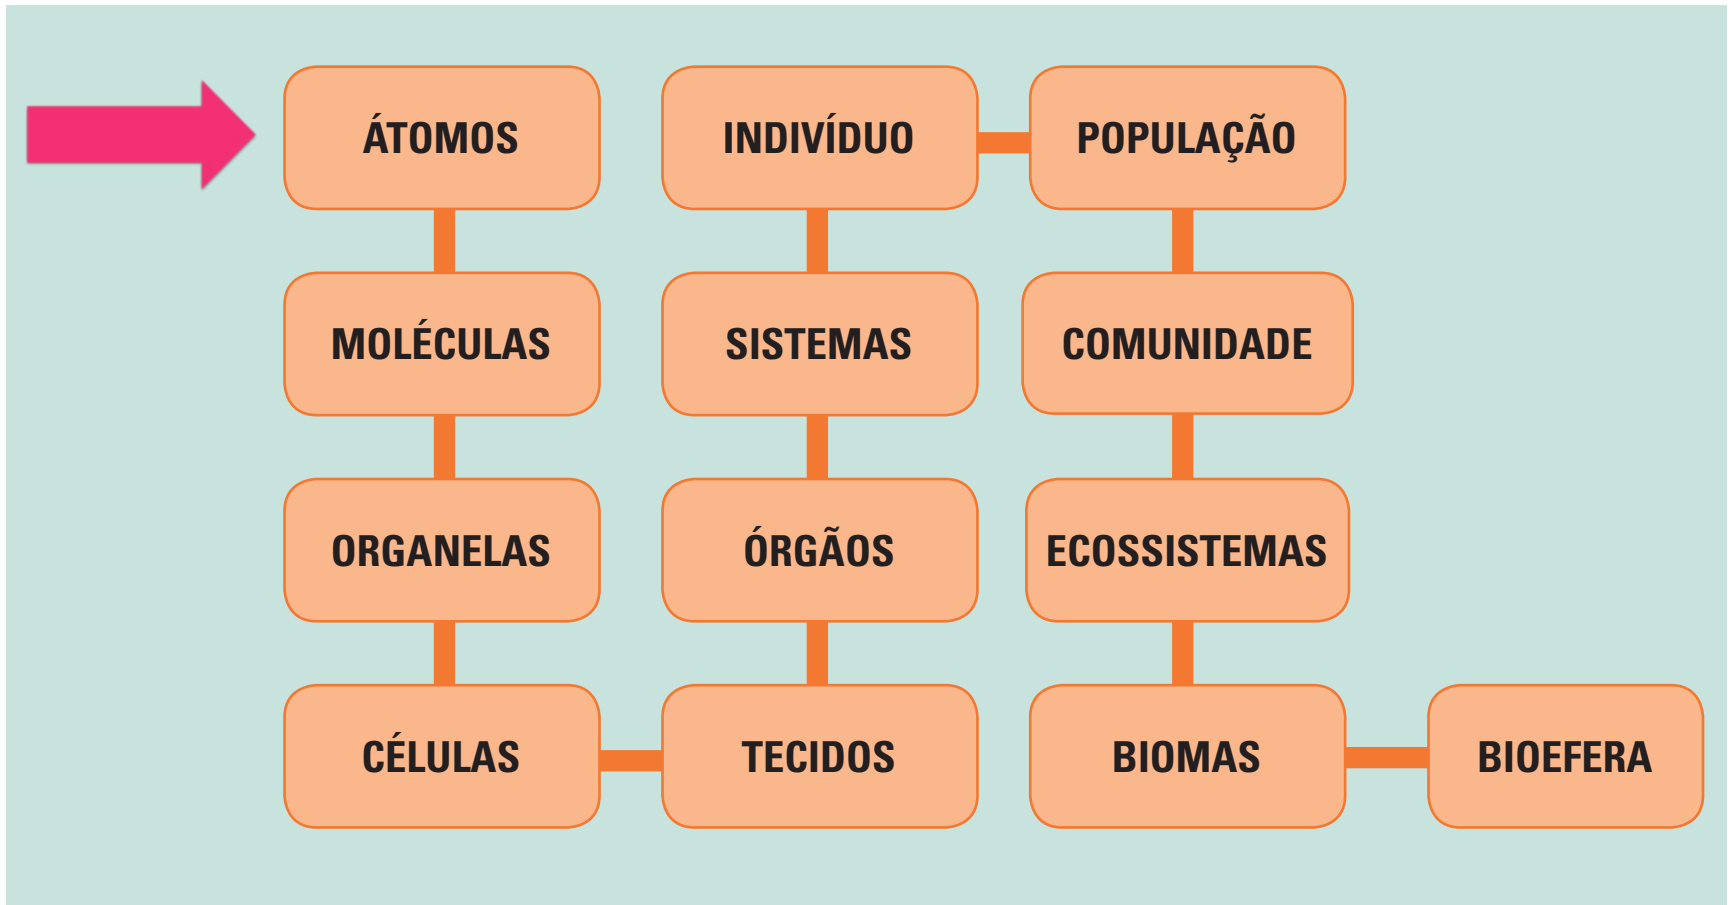 ÁTOMOS
MOLÉCULAS
ORGANELAS
CÉLULAS
TECIDOS
ÓRGÃOS
SISTEMAS
INDIVÍDUO
POPULAÇÃO
COMUNIDADE
ECOSSISTEMAS
BIOMAS
BIOEFERA